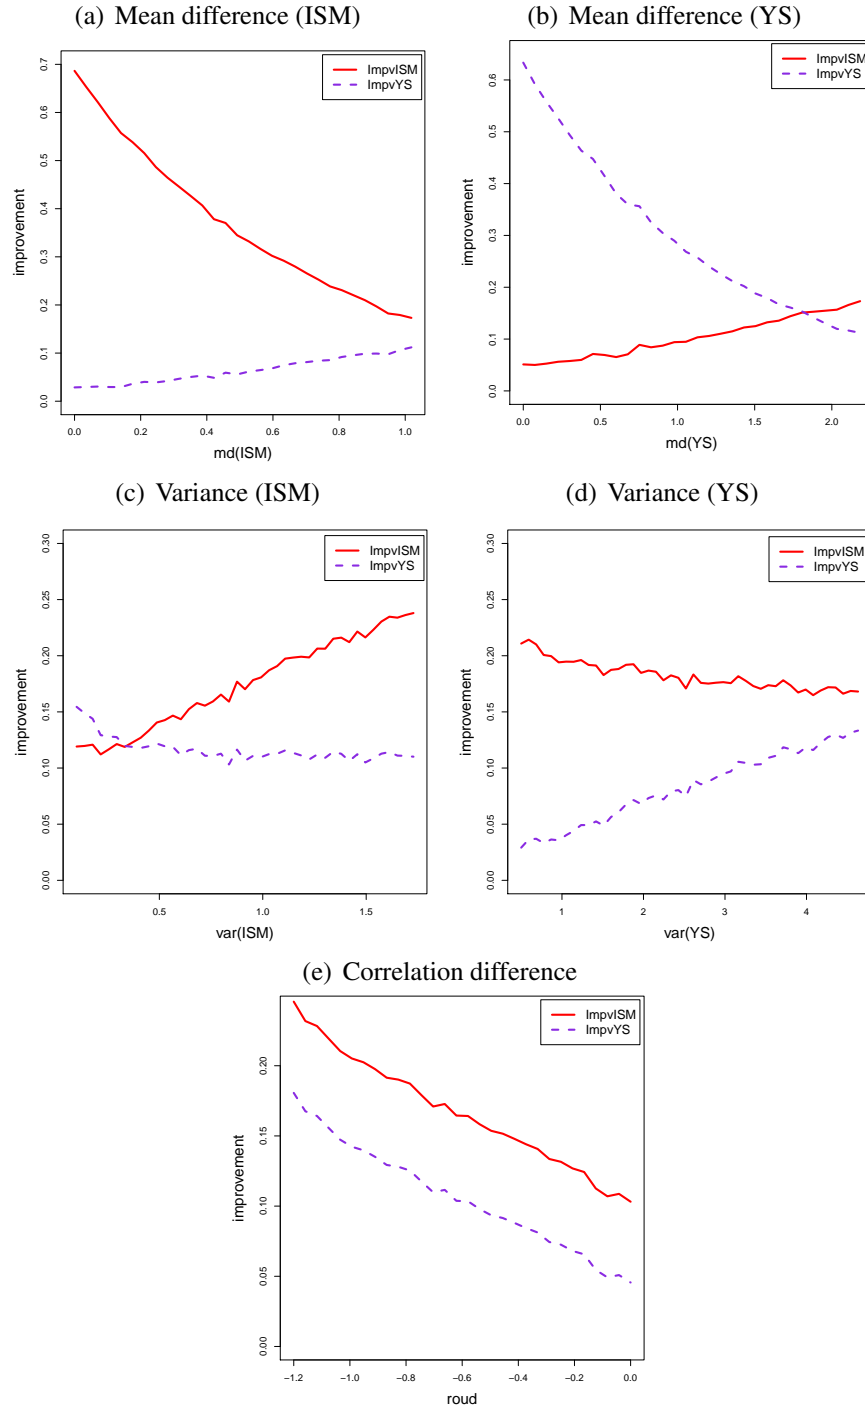 (a) Mean difference (ISM)
0.0 0.1 0.2 0.3 0.4 0.5 0.6 0.7
improvement
ImpvISM
ImpvYS
0.0 0.2 0.4 0.6 0.8 1.0
md(ISM)
(b) Mean difference (YS)
0.0 0.1 0.2 0.3 0.4 0.5 0.6
improvement
ImpvISM
ImpvYS
0.0 0.5 1.0 1.5 2.0
md(YS)
(c) Variance (ISM)
0.00 0.05 0.10 0.15 0.20 0.25 0.30
improvement
ImpvISM
ImpvYS
0.5 1.0 1.5
var(ISM)
(d) Variance (YS)
0.00 0.05 0.10 0.15 0.20 0.25 0.30
improvement
ImpvISM
ImpvYS
1 2 3 4
var(YS)
(e) Correlation difference
0.00 0.05 0.10 0.15 0.20
improvement
ImpvISM
ImpvYS
−1.2 −1.0 −0.8 −0.6 −0.4 −0.2 0.0
roud